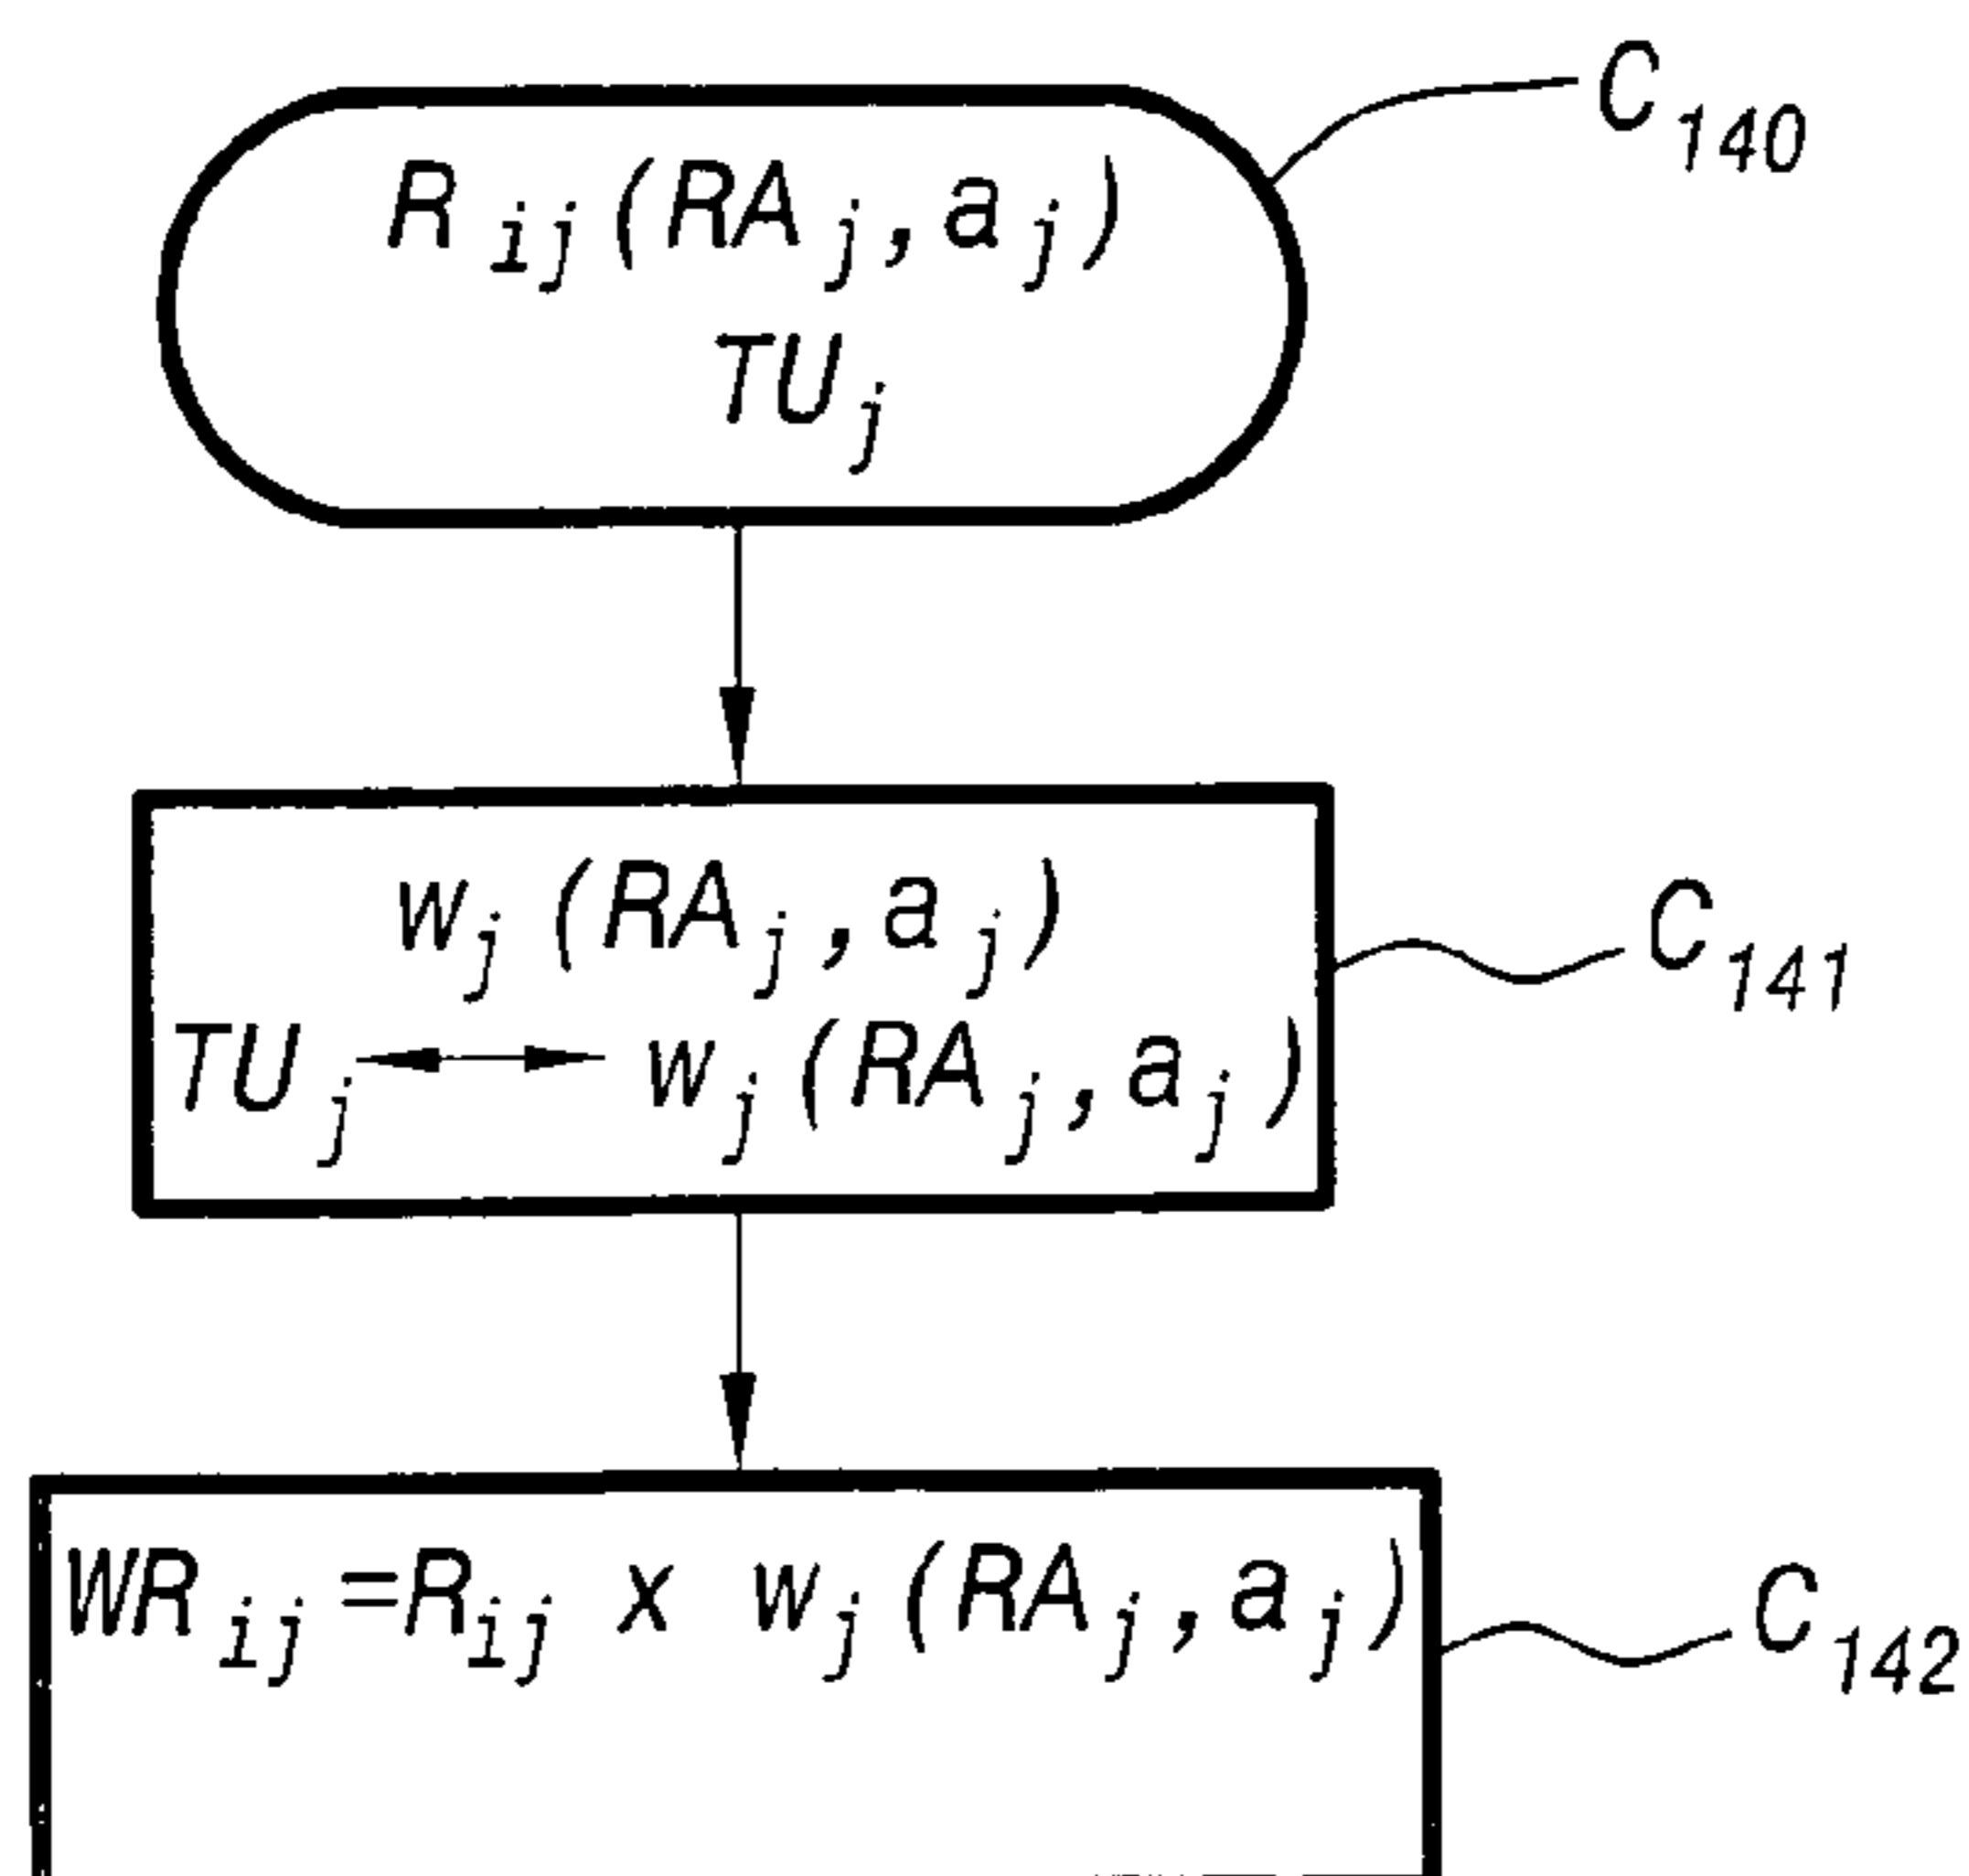 C₁₄₀
Rᵢⱼ(RAⱼ,aⱼ)
TUⱼ
wⱼ(RAⱼ,aⱼ)
C₁₄₁
TUⱼ ↔ wⱼ(RAⱼ,aⱼ)
WRᵢⱼ=Rᵢⱼ x wⱼ(RAⱼ,aⱼ)
C₁₄₂